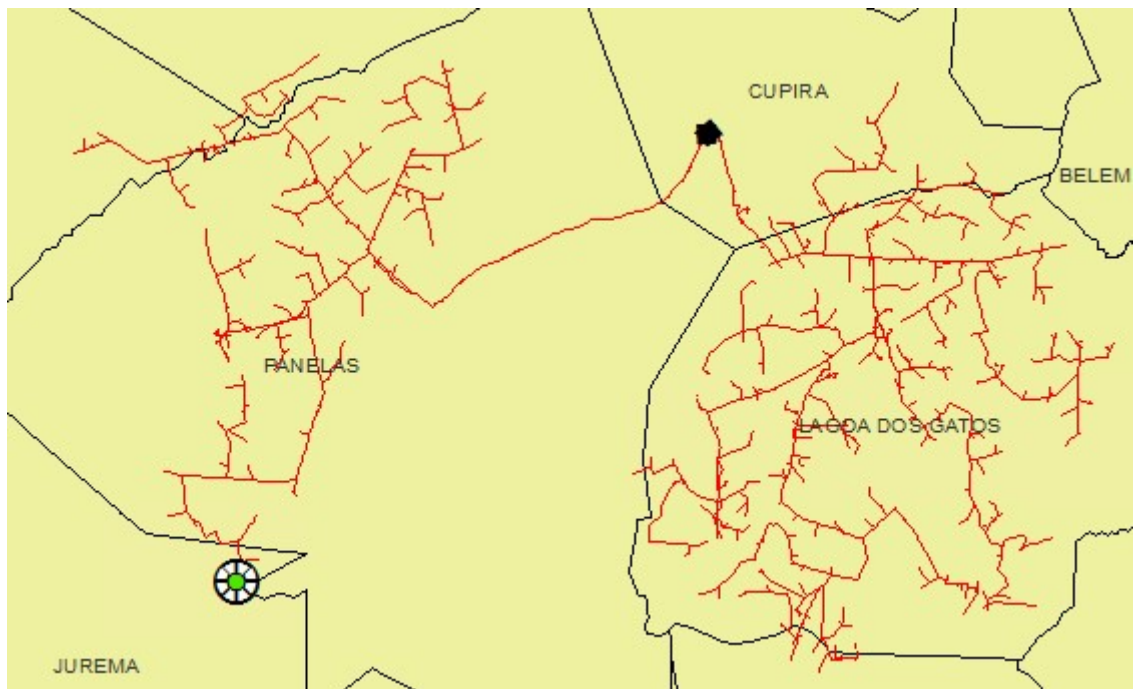 CUPIRA
BELEM
PANELAS
LAGOA DOS GATOS
JUREMA